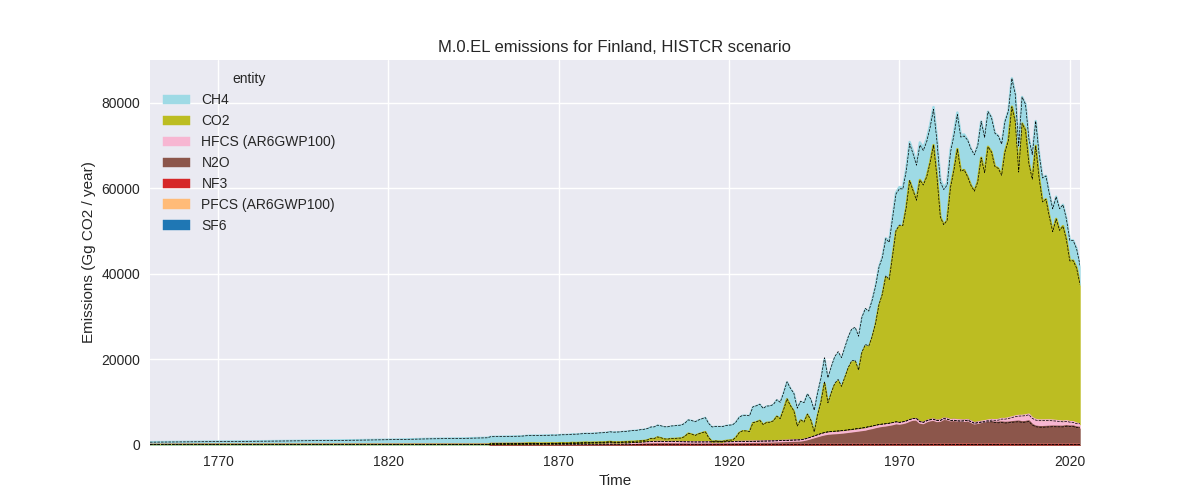 M.0.EL emissions for Finland, HISTCR scenario
Emissions (Gg CO2 / year)
80000
60000
40000
20000
0
entity
CH4
CO2
HFCS (AR6GWP100)
N2O
NF3
PFCS (AR6GWP100)
SF6
1770 1820 1870 1920 1970 2020
Time